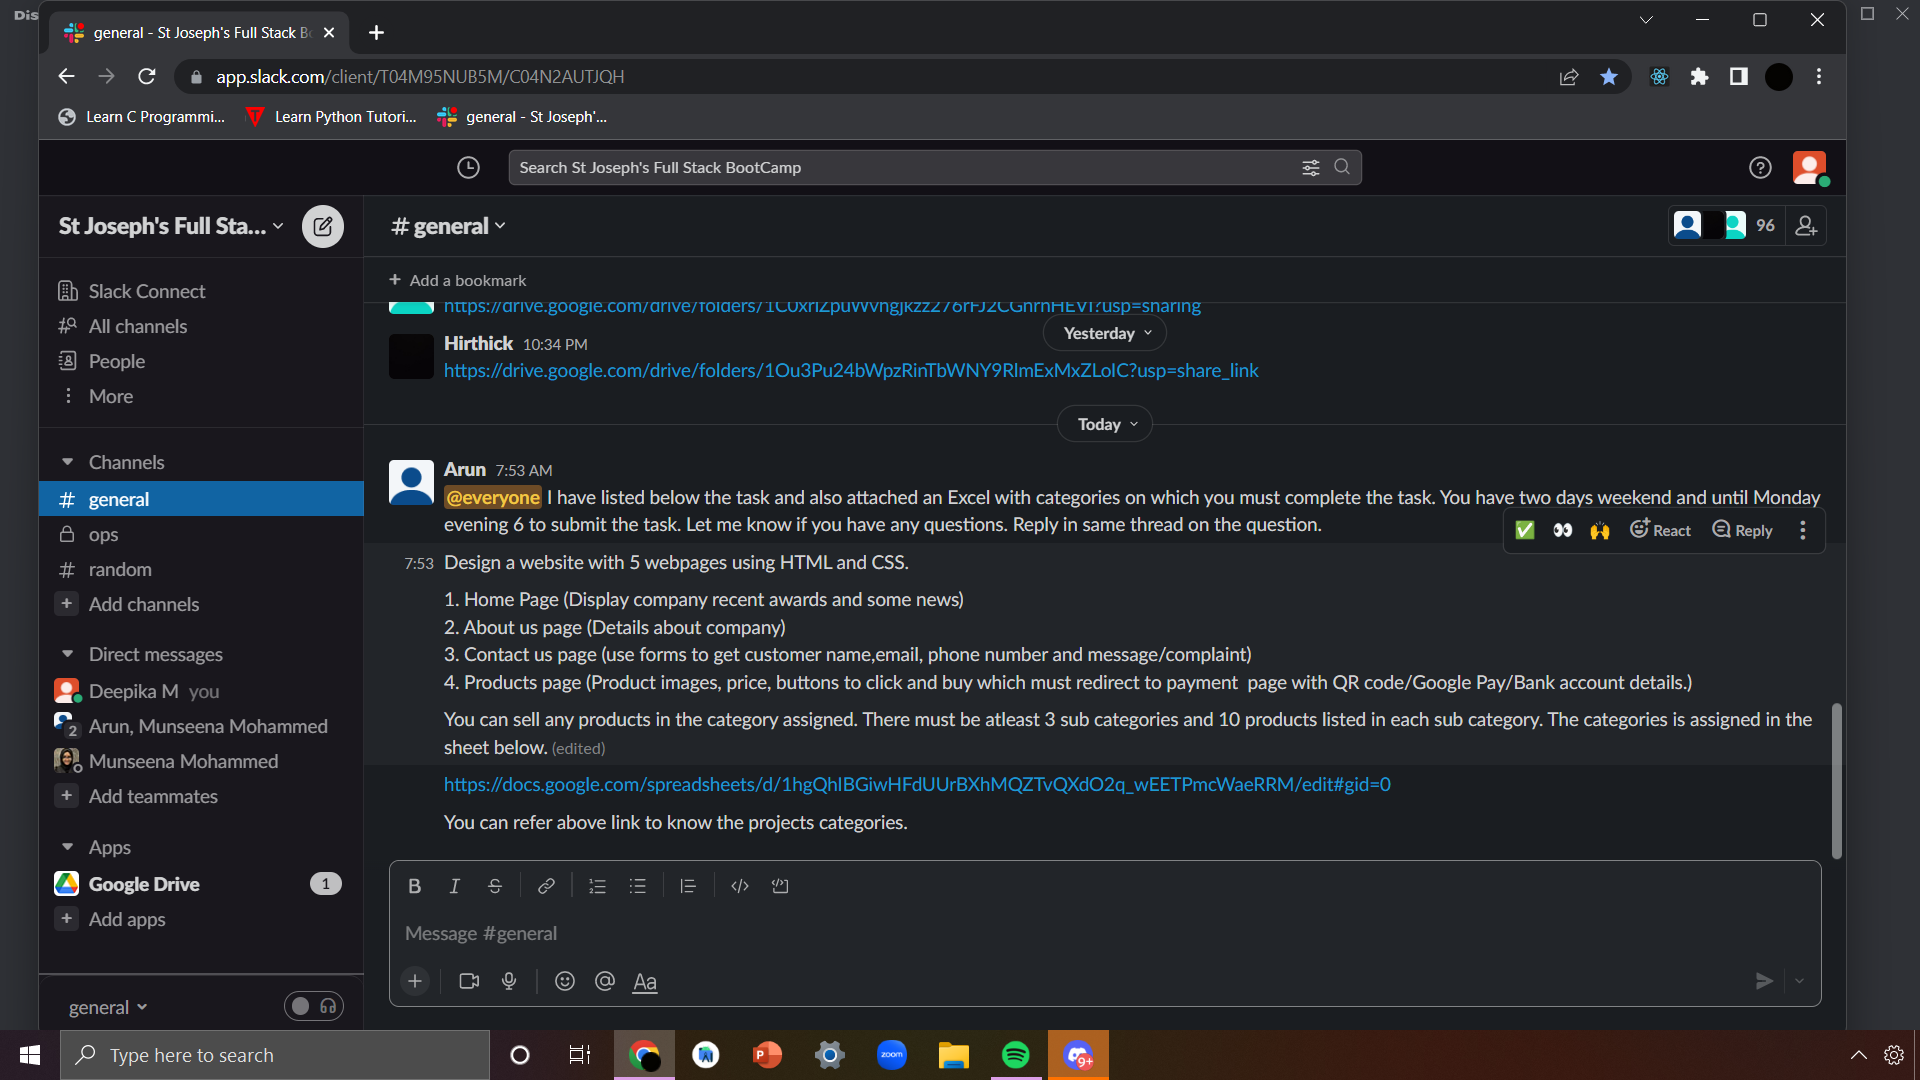 Dis
general - St Joseph's Full Stack B
app.slack.com/client/T04M95NUB5M/C04N2AUTJQH
Learn C Programmi...
Learn Python Tutori...
general - St Joseph'...
Search St Joseph's Full Stack BootCamp
St Joseph's Full Sta...
# general
96
Slack Connect
All channels
People
More
Channels
# general
ops
# random
+ Add channels
Direct messages
Deepika M you
2 Arun, Munseena Mohammed
Munseena Mohammed
+ Add teammates
Apps
Google Drive 1
+ Add apps
general
+ Add a bookmark
Yesterday
Hirthick 10:34 PM
https://drive.google.com/drive/folders/1Ou3Pu24bWpzRinTbWNY9RlmExMxZLoIC?usp=share_link
Today
Arun 7:53 AM
@everyone I have listed below the task and also attached an Excel with categories on which you must complete the task. You have two days weekend and until Monday
evening 6 to submit the task. Let me know if you have any questions. Reply in same thread on the question.
React
Reply
7:53 Design a website with 5 webpages using HTML and CSS.
1. Home Page (Display company recent awards and some news)
2. About us page (Details about company)
3. Contact us page (use forms to get customer name,email, phone number and message/complaint)
4. Products page (Product images, price, buttons to click and buy which must redirect to payment  page with QR code/Google Pay/Bank account details.)
You can sell any products in the category assigned. There must be atleast 3 sub categories and 10 products listed in each sub category. The categories is assigned in the
sheet below. (edited)
https://docs.google.com/spreadsheets/d/1hgQhIBGiwHFdUUrBXhMQZTvQXdO2q_wEETPmcWaeRRM/edit#gid=0
You can refer above link to know the projects categories.
B I S
Message #general
+ @ Aa
Type here to search
P
zoom
9+